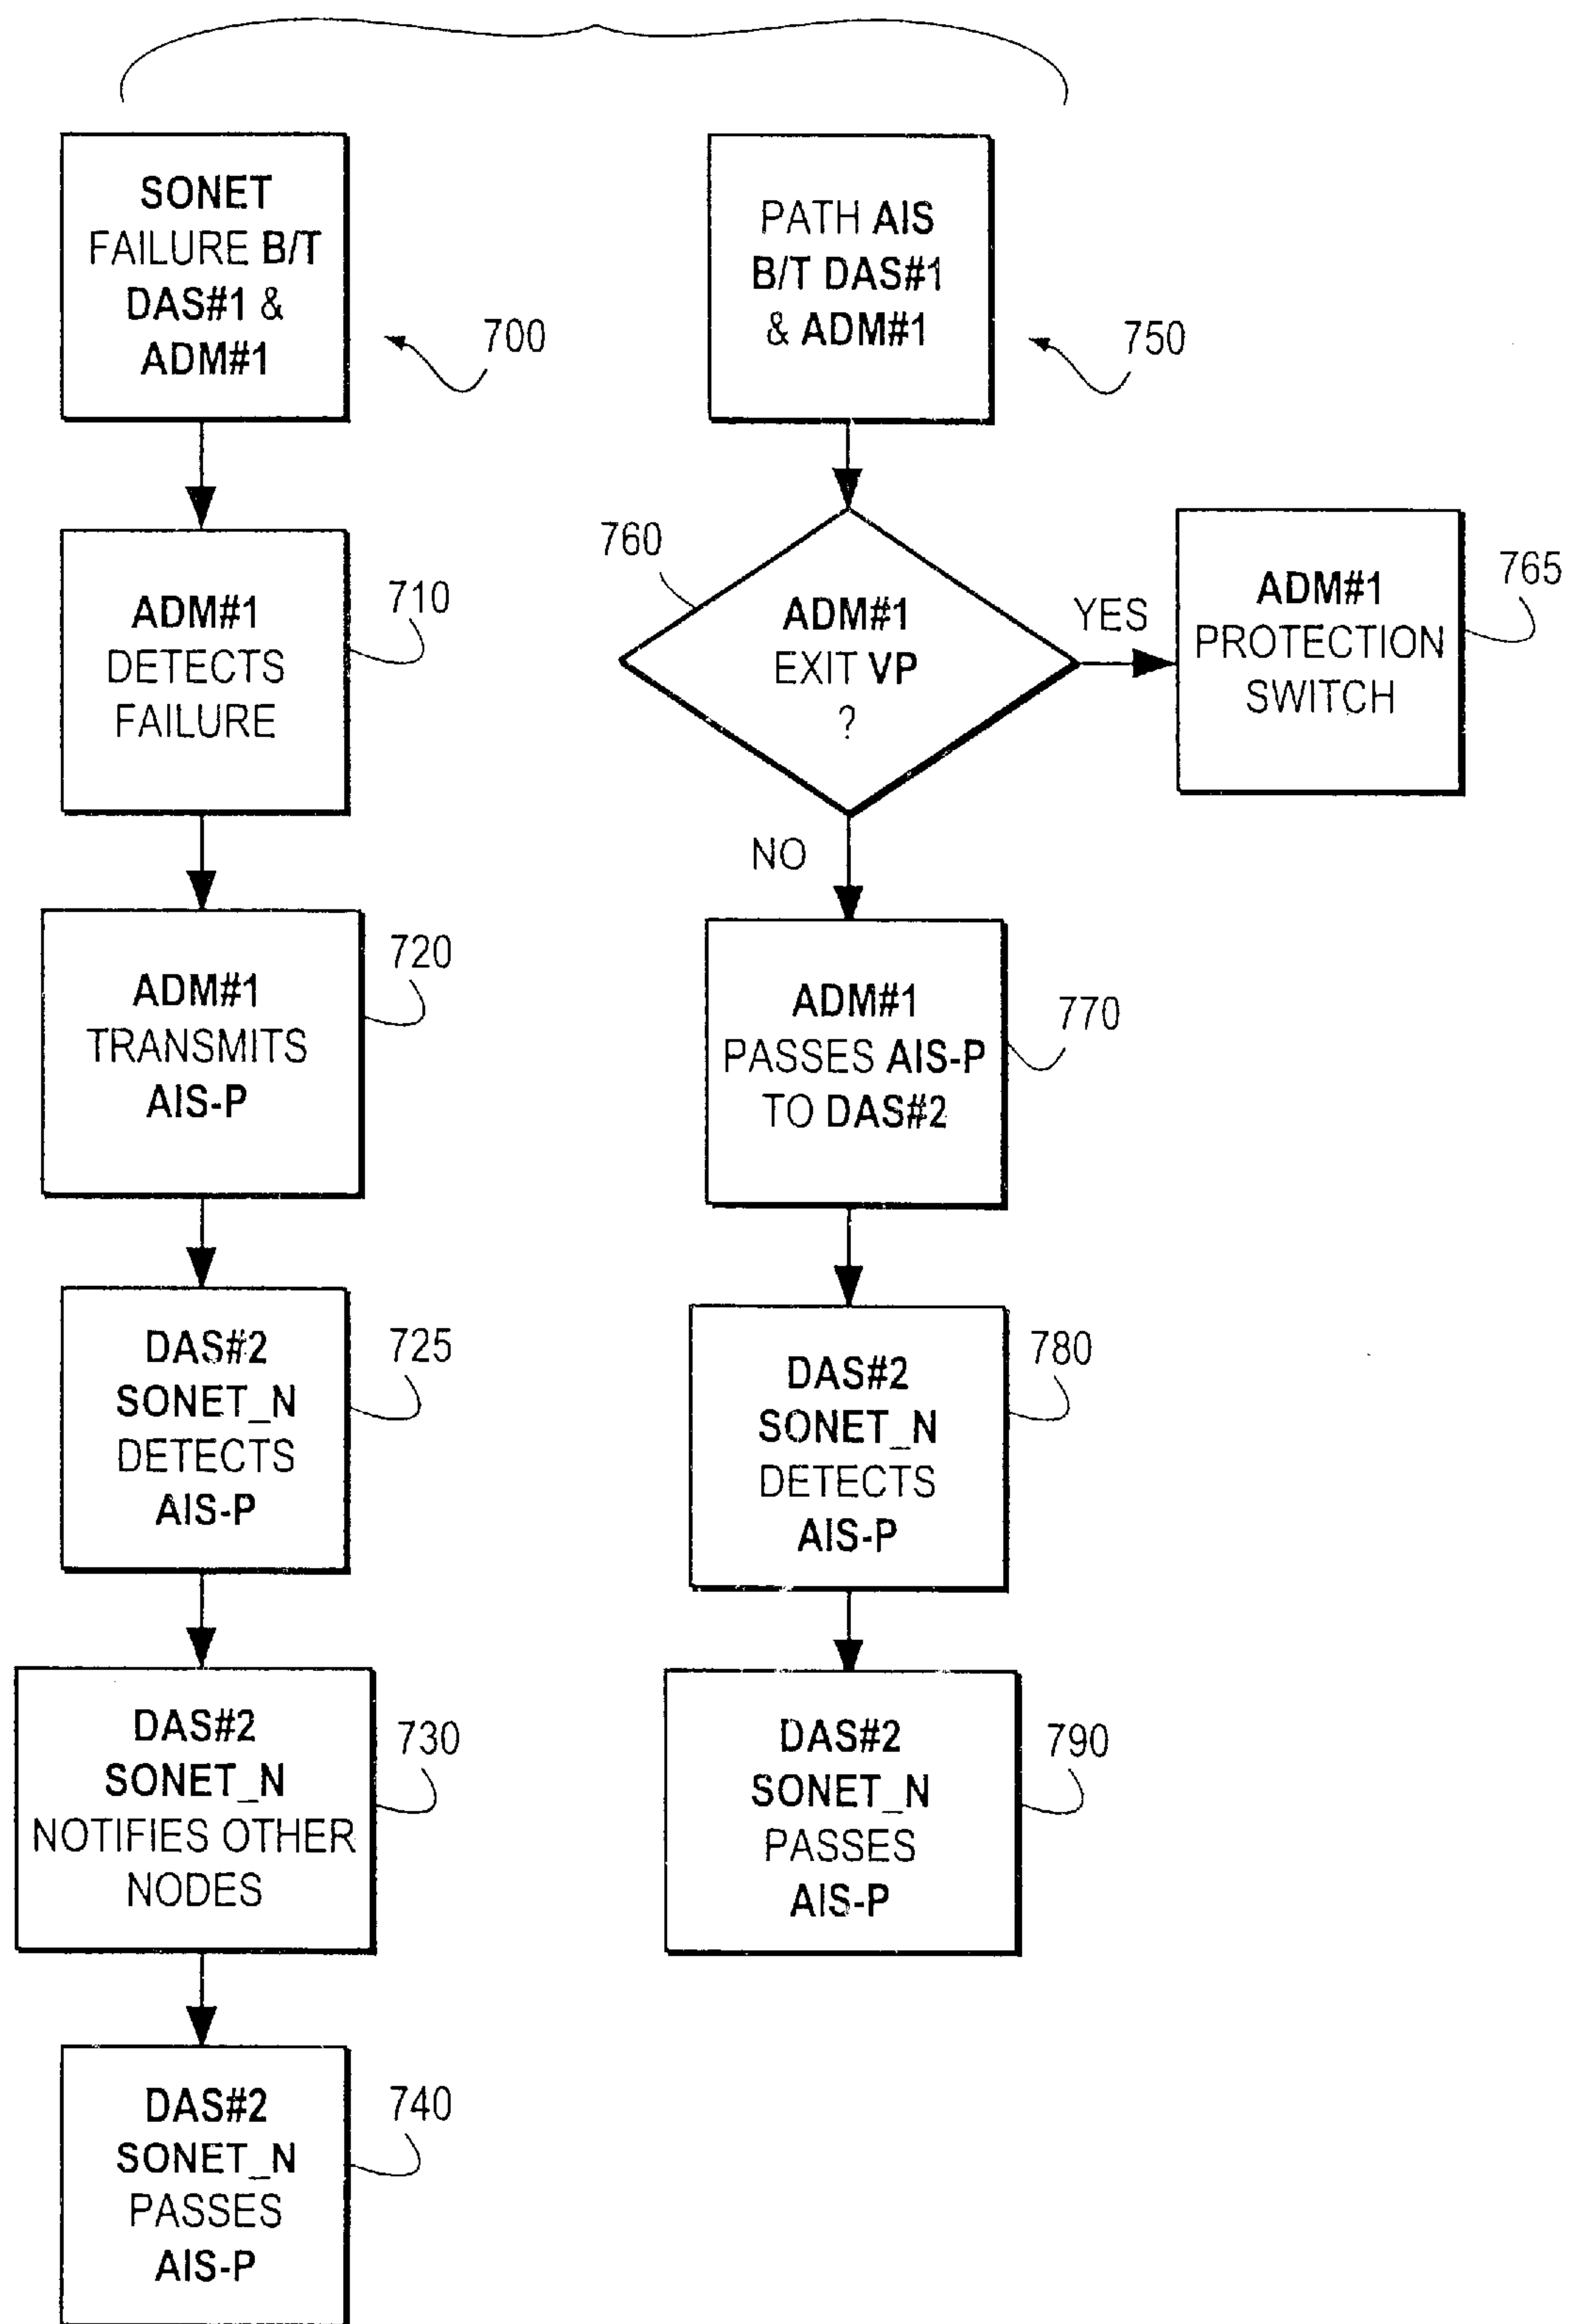 SONET
FAILURE B/T
DAS#1 &
ADM#1
700
ADM#1
DETECTS
FAILURE
710
ADM#1
TRANSMITS
AIS-P
720
DAS#2
SONET_N
DETECTS
AIS-P
725
DAS#2
SONET_N
NOTIFIES OTHER
NODES
730
DAS#2
SONET_N
PASSES
AIS-P
740
PATH AIS
B/T DAS#1
& ADM#1
750
760
ADM#1
EXIT VP
?
YES
ADM#1
PROTECTION
SWITCH
765
NO
ADM#1
PASSES AIS-P
TO DAS#2
770
DAS#2
SONET_N
DETECTS
AIS-P
780
DAS#2
SONET_N
PASSES
AIS-P
790